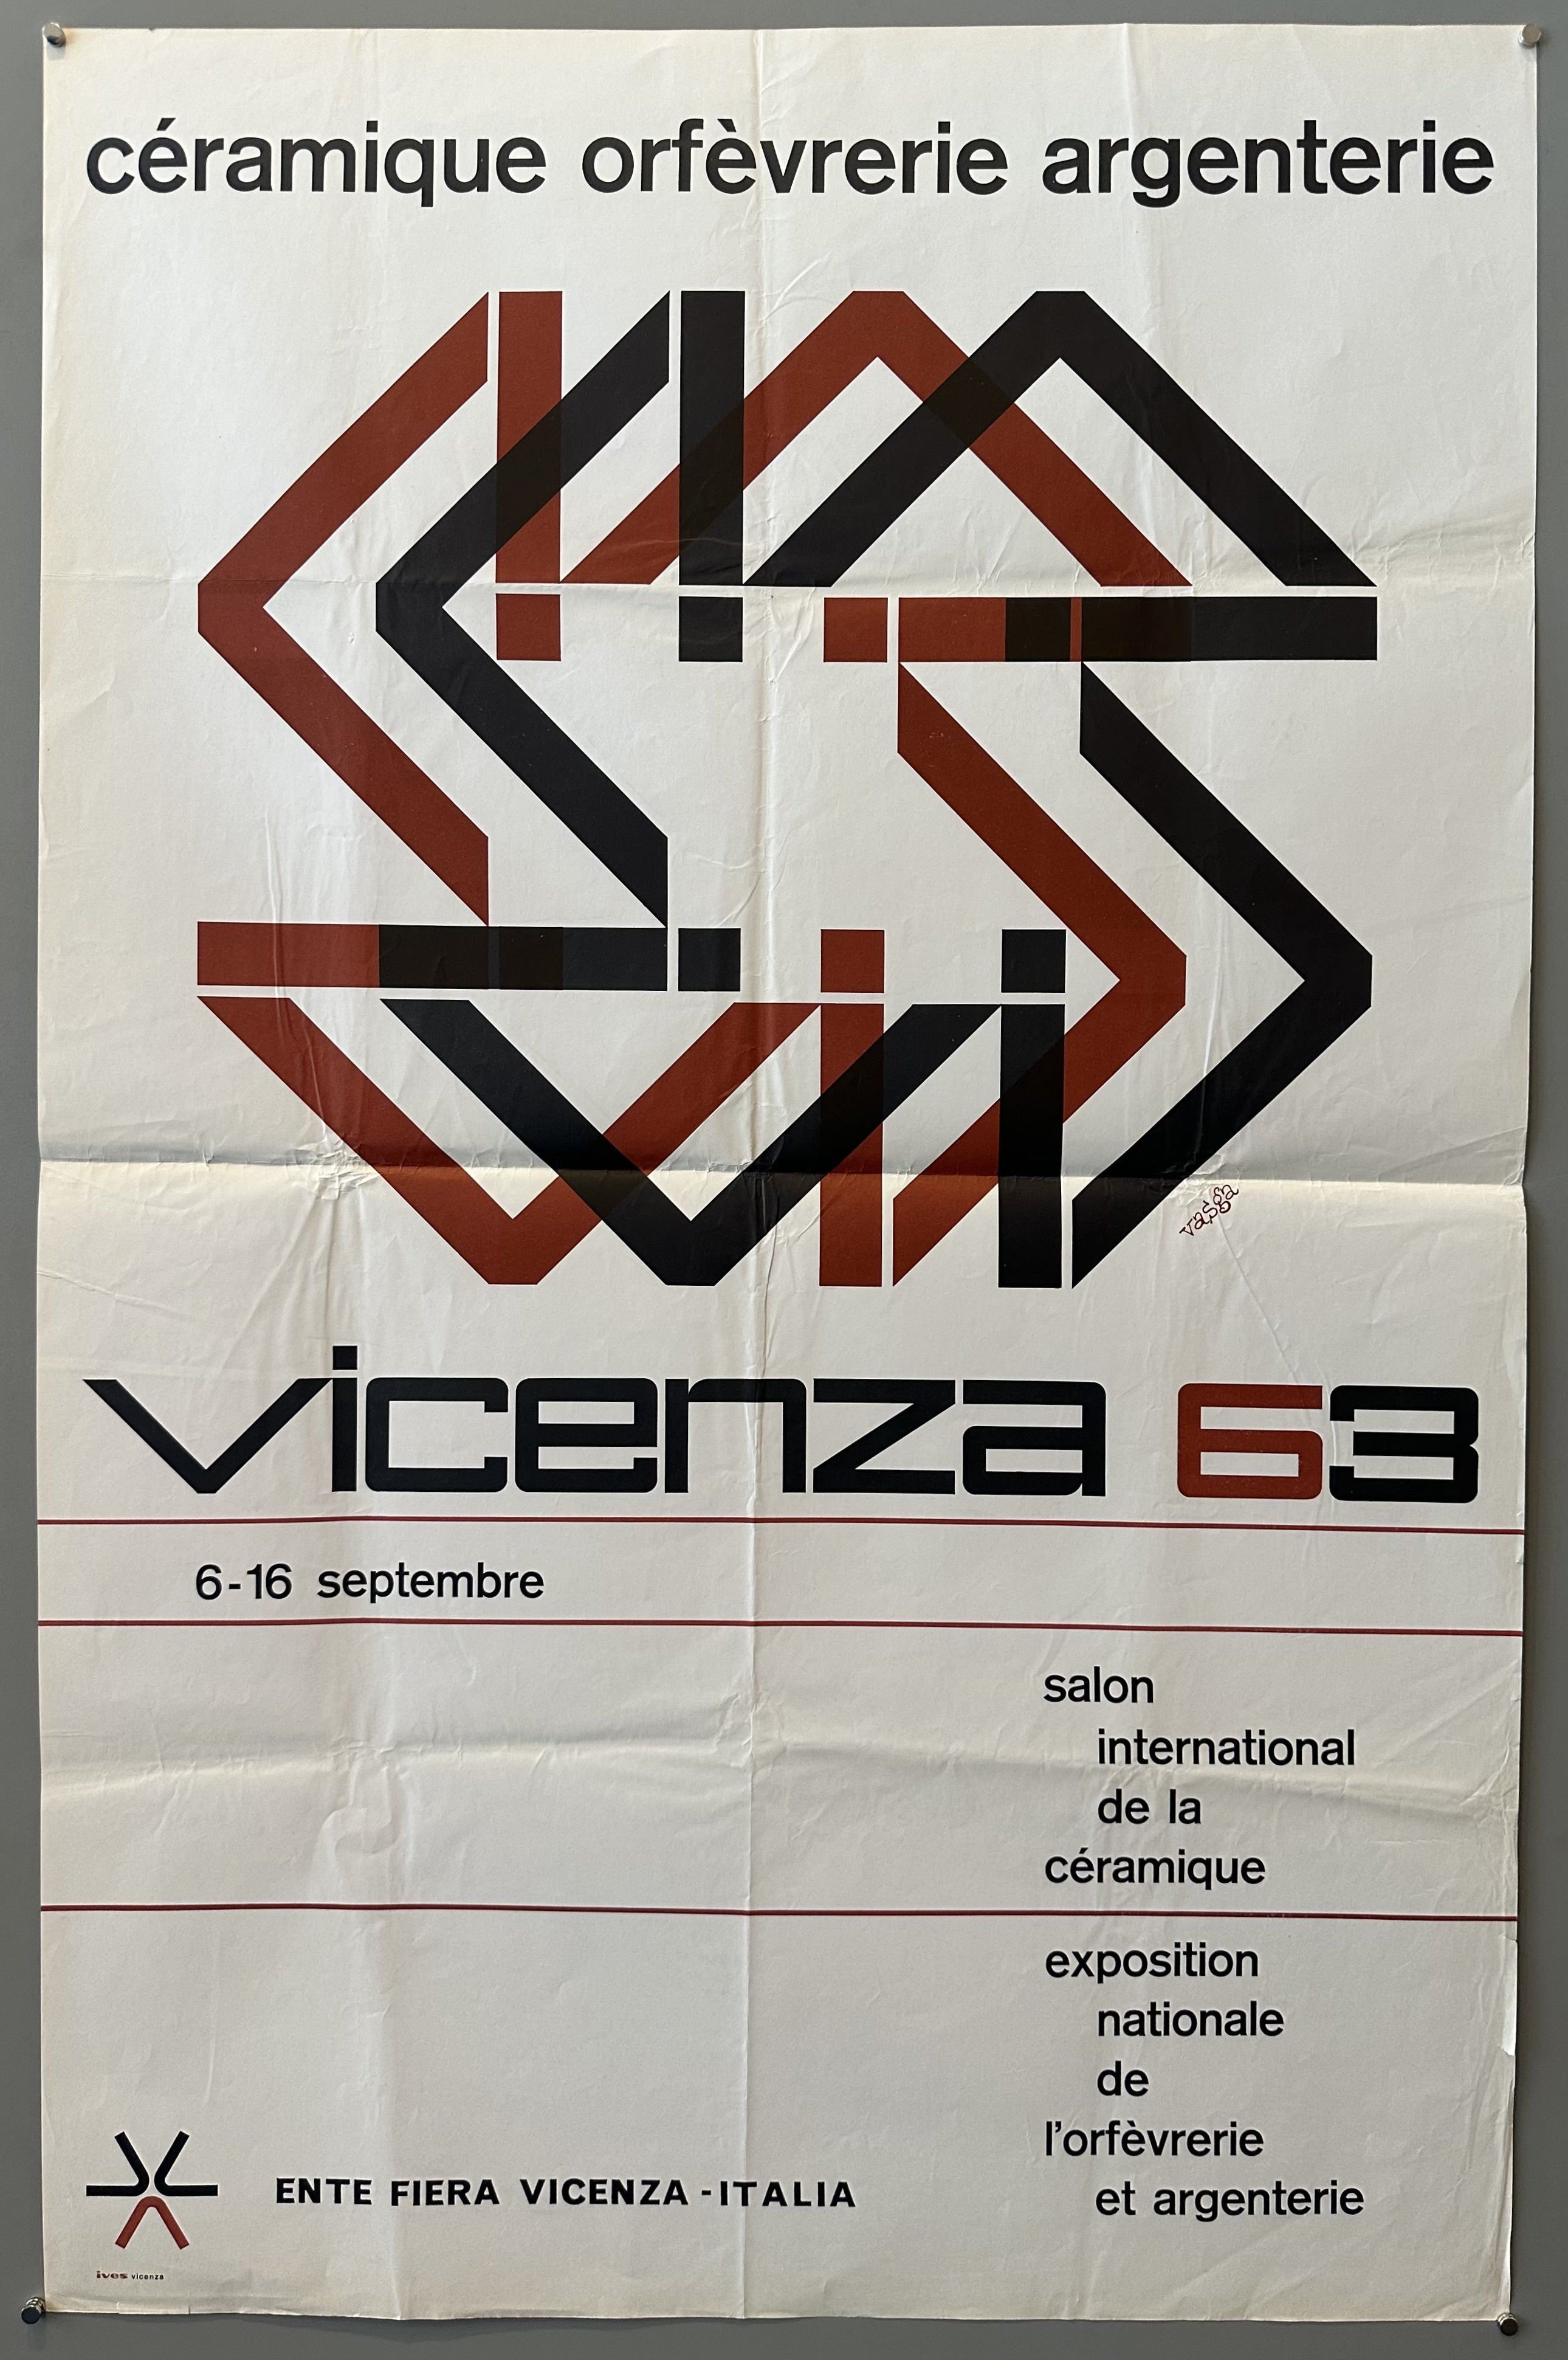 céramique orfèvrerie argenterie
vasga
vicenza 63
6-16 septembre
salon
international
de la
céramique
exposition
nationale
de
l'orfèvrerie
et argenterie
ENTE FIERA VICENZA - ITALIA
ives vicenza